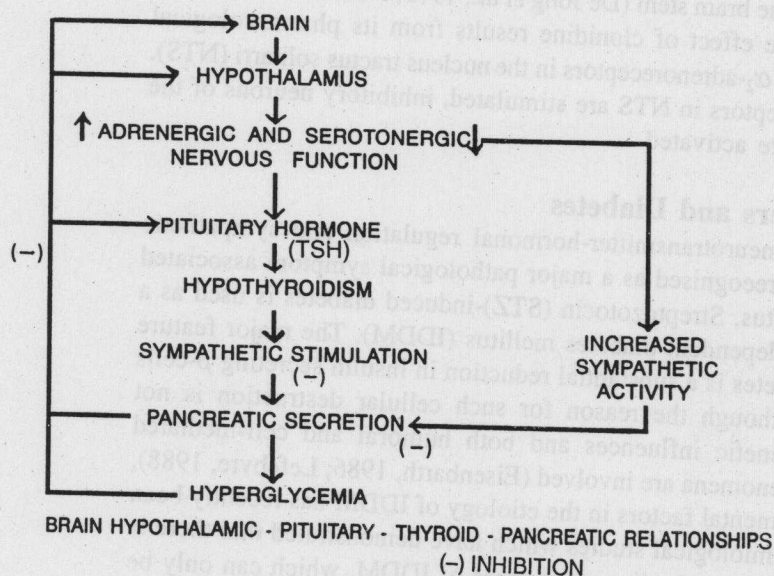 BRAIN
HYPOTHALAMUS
↑ ADRENERGIC AND SEROTONERGIC ↓
NERVOUS FUNCTION
PITUITARY HORMONE
(TSH)
(-)
HYPOTHYROIDISM
SYMPATHETIC STIMULATION
(-)
INCREASED
SYMPATHETIC
ACTIVITY
PANCREATIC SECRETION
(-)
HYPERGLYCEMIA
BRAIN HYPOTHALAMIC - PITUITARY - THYROID - PANCREATIC RELATIONSHIPS
(-) INHIBITION